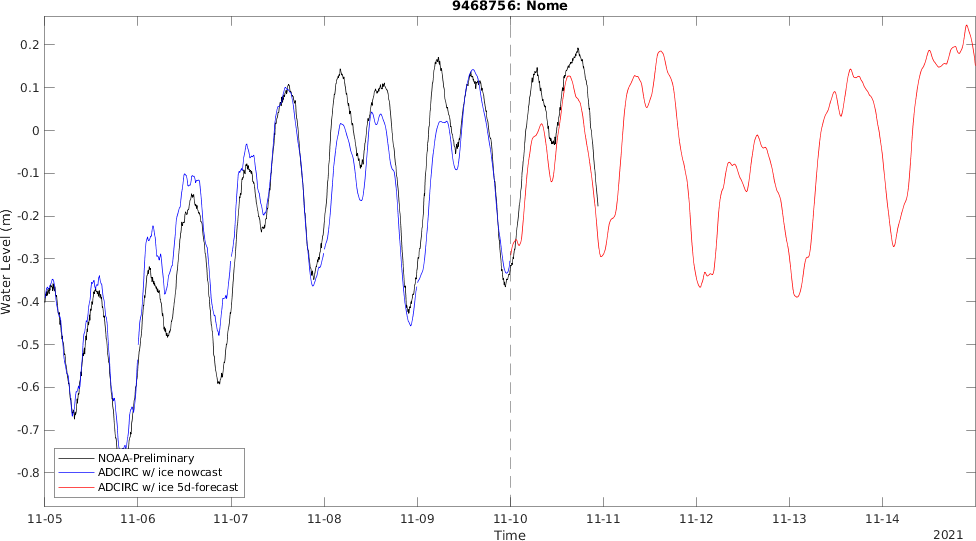 9468756: Nome
0.2
0.1
0
-0.1
-0.2
-0.3
-0.4
-0.5
-0.6
-0.7
-0.8
Water Level (m)
NOAA-Preliminary
ADCIRC w/ ice nowcast
ADCIRC w/ ice 5d-forecast
11-05 11-06 11-07 11-08 11-09 11-10 11-11 11-12 11-13 11-14
Time
2021